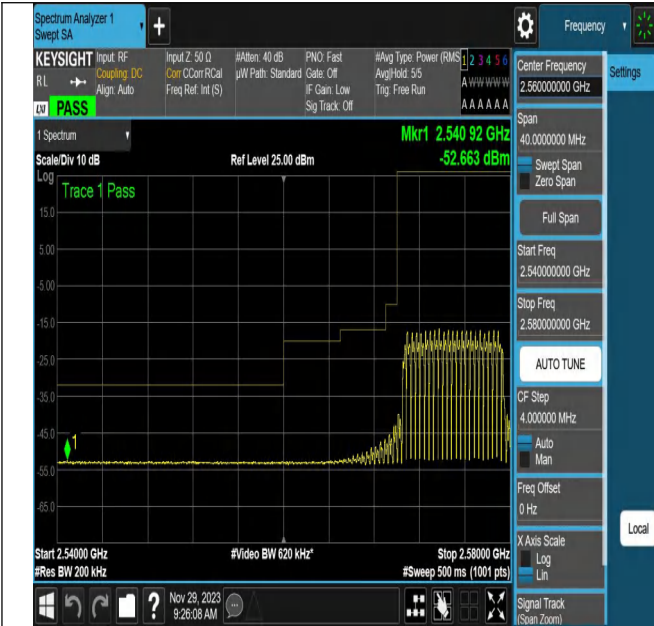 Spectrum Analyzer 1
Swept SA
+
Frequency
KEYSIGHT
Input: RF
Coupling: DC
Align: Auto
Input Z: 50 Ω
Corr CCorr RCal
Freq Ref: Int (S)
#Atten: 40 dB
µW Path: Standard
PNO: Fast
Gate: Off
IF Gain: Low
Sig Track: Off
#Avg Type: Power (RMS
Avg|Hold: 5/5
Trig: Free Run
1 2 3 4 5 6
A W W W W W
A A A A A A
R L
LXI
PASS
1 Spectrum
Scale/Div 10 dB
Log
Ref Level 25.00 dBm
Mkr1 2.540 92 GHz
-52.663 dBm
Trace 1 Pass
15.0
5.00
-5.00
-15.0
-25.0
-35.0
-45.0
-55.0
-65.0
1
Start 2.54000 GHz
#Res BW 200 kHz
#Video BW 620 kHz*
Stop 2.58000 GHz
#Sweep 500 ms (1001 pts)
Center Frequency
2.560000000 GHz
Settings
Span
40.0000000 MHz
Swept Span
Zero Span
Full Span
Start Freq
2.540000000 GHz
Stop Freq
2.580000000 GHz
AUTO TUNE
CF Step
4.000000 MHz
Auto
Man
Freq Offset
0 Hz
X Axis Scale
Log
Lin
Signal Track
(Span Zoom)
Local
?
Nov 29, 2023
9:26:08 AM